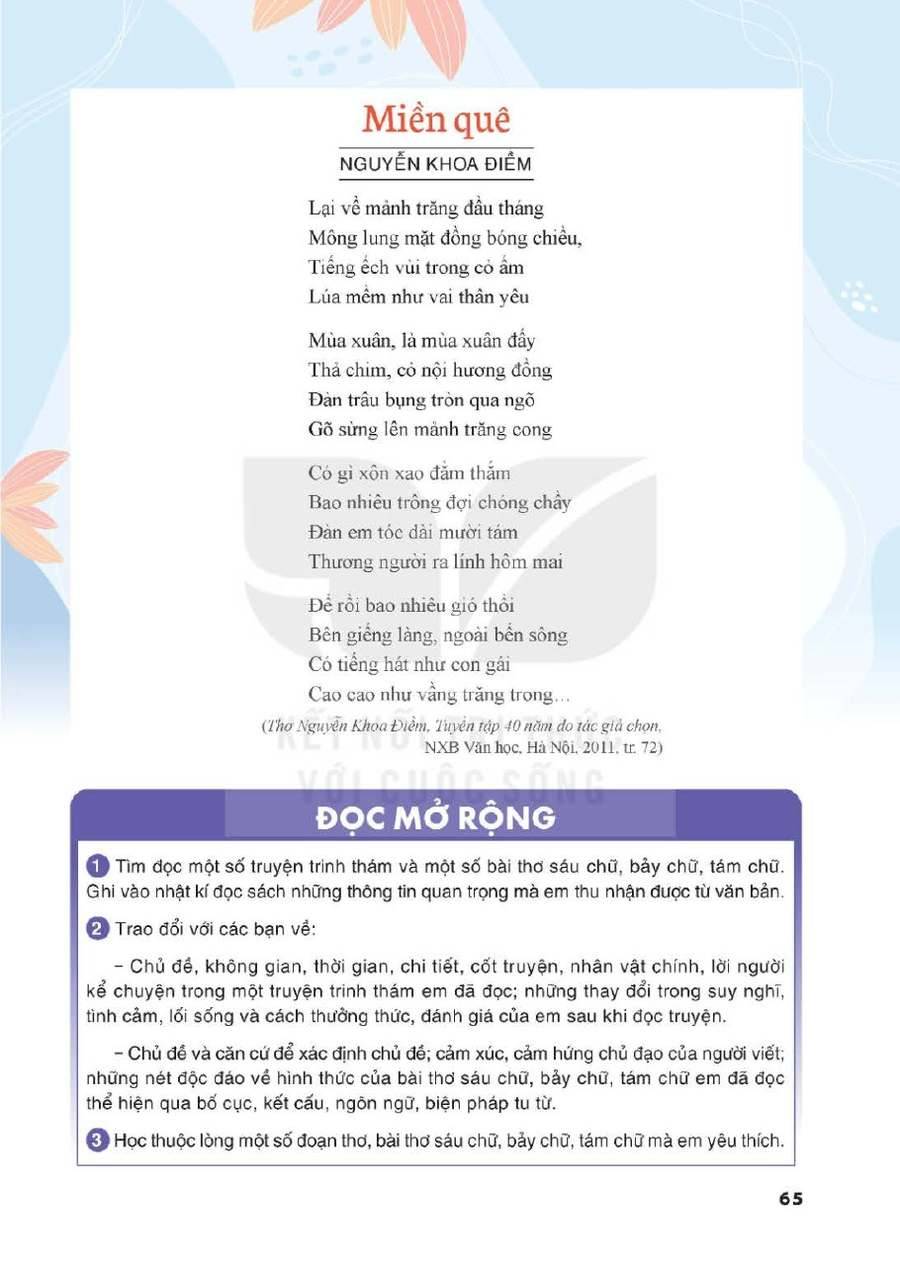 Miền quê
NGUYỄN KHOA ĐIỀM
Lại về mảnh trăng đầu tháng
Mông lung mặt đồng bóng chiều,
Tiếng ếch vùi trong cỏ ấm
Lúa mềm như vai thân yêu
Mùa xuân, là mùa xuân đấy
Thả chim, cỏ nội hương đồng
Đàn trâu bụng tròn qua ngõ
Gõ sừng lên mảnh trăng cong
Có gì xôn xao đằm thắm
Bao nhiêu trông đợi chóng chầy
Đàn em tóc dài mười tám
Thương người ra lính hôm mai
Để rồi bao nhiêu gió thổi
Bên giếng làng, ngoài bến sông
Có tiếng hát như con gái
Cao cao như vầng trăng trong...
(Thơ Nguyễn Khoa Điềm, Tuyển tập 40 năm do tác giả chọn,
NXB Văn học, Hà Nội, 2011, tr. 72)
KẾT NỐI TRI THỨC
VỚI CUỘC SỐNG
ĐỌC MỞ RỘNG
1 Tìm đọc một số truyện trinh thám và một số bài thơ sáu chữ, bảy chữ, tám chữ.
Ghi vào nhật kí đọc sách những thông tin quan trọng mà em thu nhận được từ văn bản.
2 Trao đổi với các bạn về:
– Chủ đề, không gian, thời gian, chi tiết, cốt truyện, nhân vật chính, lời người
kể chuyện trong một truyện trinh thám em đã đọc; những thay đổi trong suy nghĩ,
tình cảm, lối sống và cách thưởng thức, đánh giá của em sau khi đọc truyện.
– Chủ đề và căn cứ để xác định chủ đề; cảm xúc, cảm hứng chủ đạo của người viết;
những nét độc đáo về hình thức của bài thơ sáu chữ, bảy chữ, tám chữ em đã đọc
thể hiện qua bố cục, kết cấu, ngôn ngữ, biện pháp tu từ.
3 Học thuộc lòng một số đoạn thơ, bài thơ sáu chữ, bảy chữ, tám chữ mà em yêu thích.
65